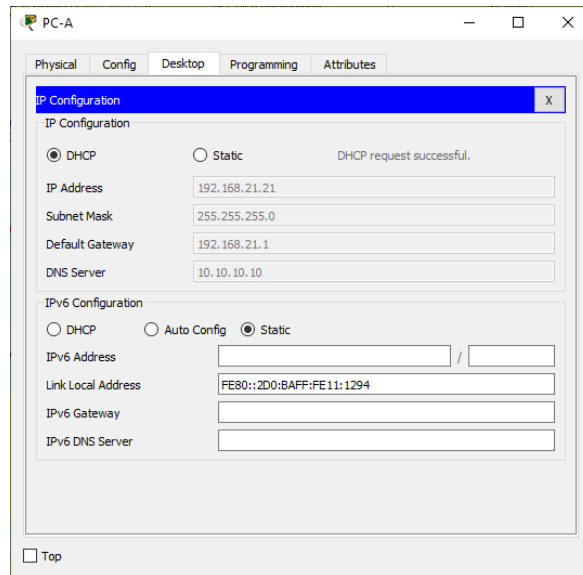 PC-A
Physical Config Desktop Programming Attributes
IP Configuration X
IP Configuration
DHCP Static DHCP request successful.
IP Address 192.168.21.21
Subnet Mask 255.255.255.0
Default Gateway 192.168.21.1
DNS Server 10.10.10.10
IPv6 Configuration
DHCP Auto Config Static
IPv6 Address /
Link Local Address FE80::2D0:BAFF:FE11:1294
IPv6 Gateway
IPv6 DNS Server
Top